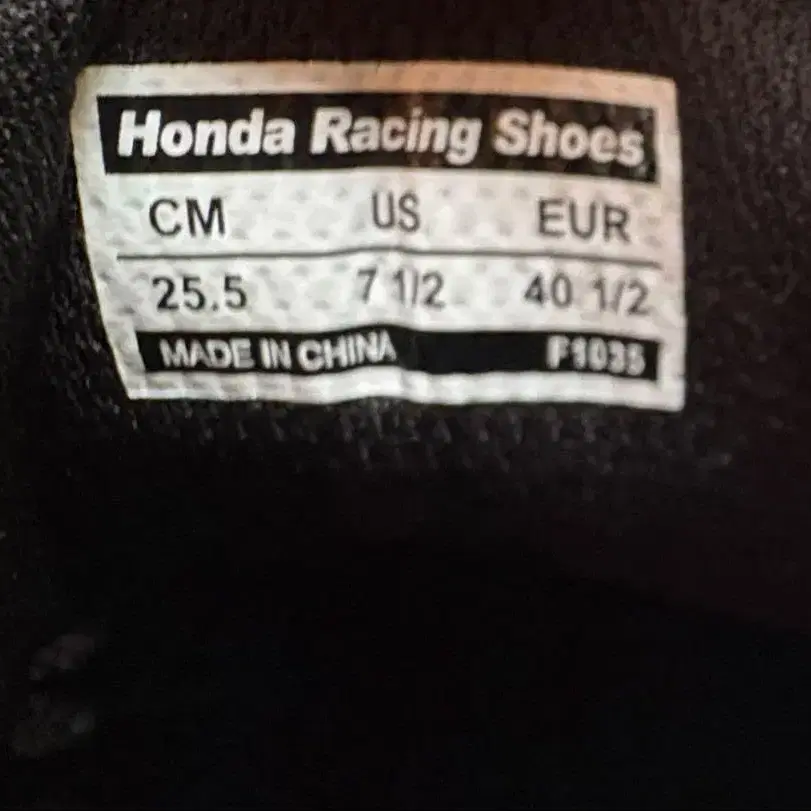 Honda Racing Shoes
CM US EUR
25.5 7 1/2 40 1/2
MADE IN CHINA F1035